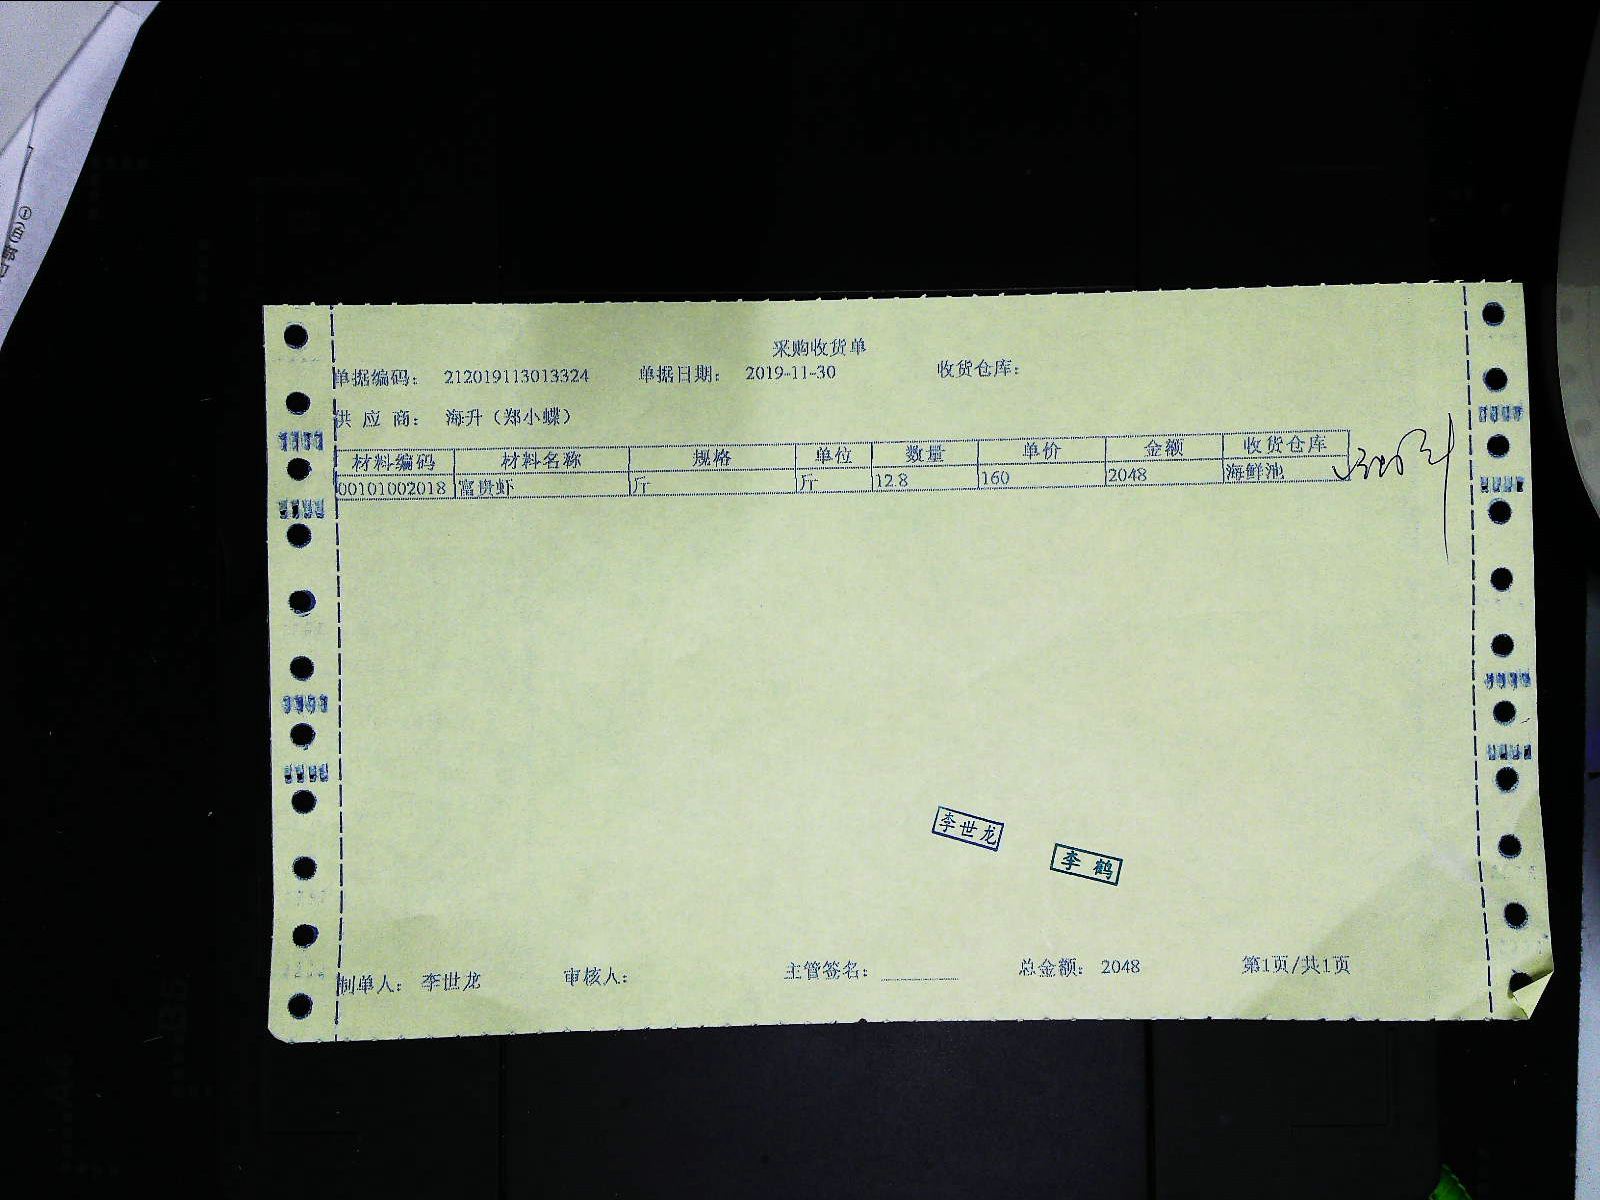 采购收货单
单据编码： 212019113013324 单据日期： 2019-11-30 收货仓库：
供 应 商： 海升（郑小蝶）
材料编码 材料名称 规格 单位 数量 单价 金额 收货仓库
00101002018 富贵虾 斤 斤 12.8 160 2048 海鲜池
李世龙
李鹤
制单人： 李世龙 审核人： 主管签名： 总金额： 2048 第1页/共1页